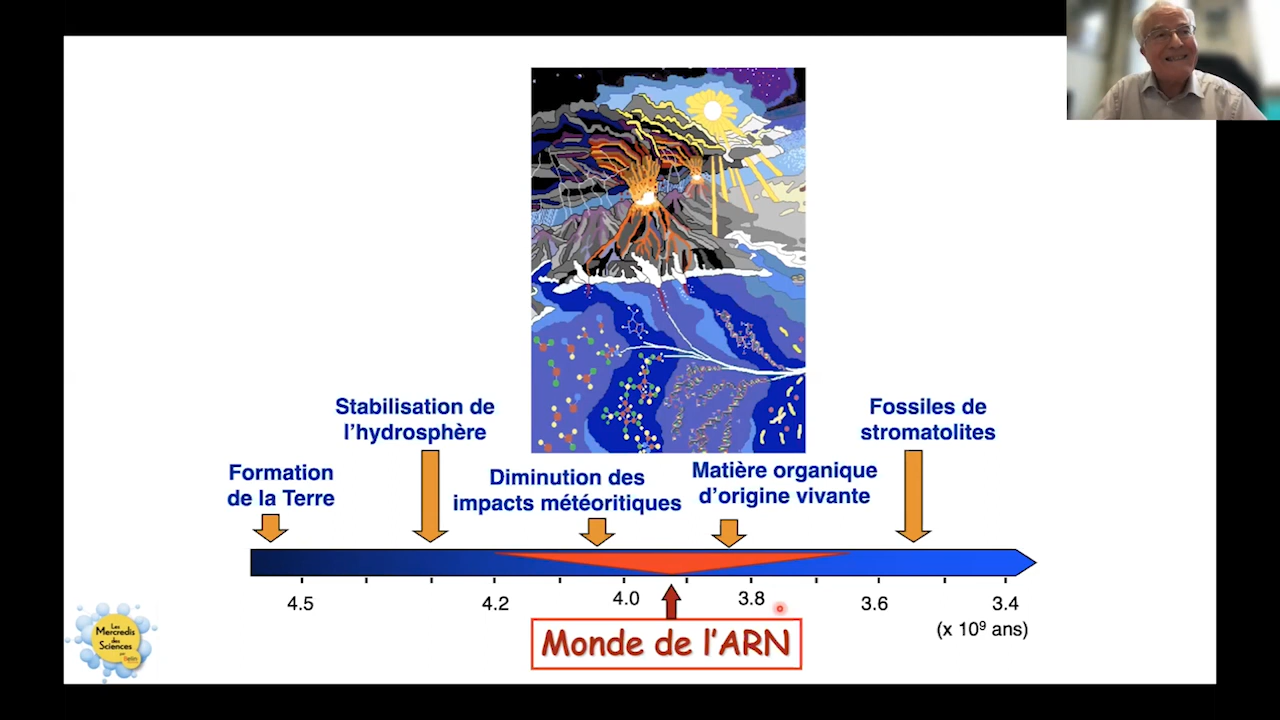 Stabilisation de
l'hydrosphère
Fossiles de
stromatolites
Formation
de la Terre
Diminution des
impacts météoritiques
Matière organique
d'origine vivante
4.5
4.2
4.0
3.8
3.6
3.4
(x 10⁹ ans)
Monde de l'ARN
Les
Mercredis
des
Sciences